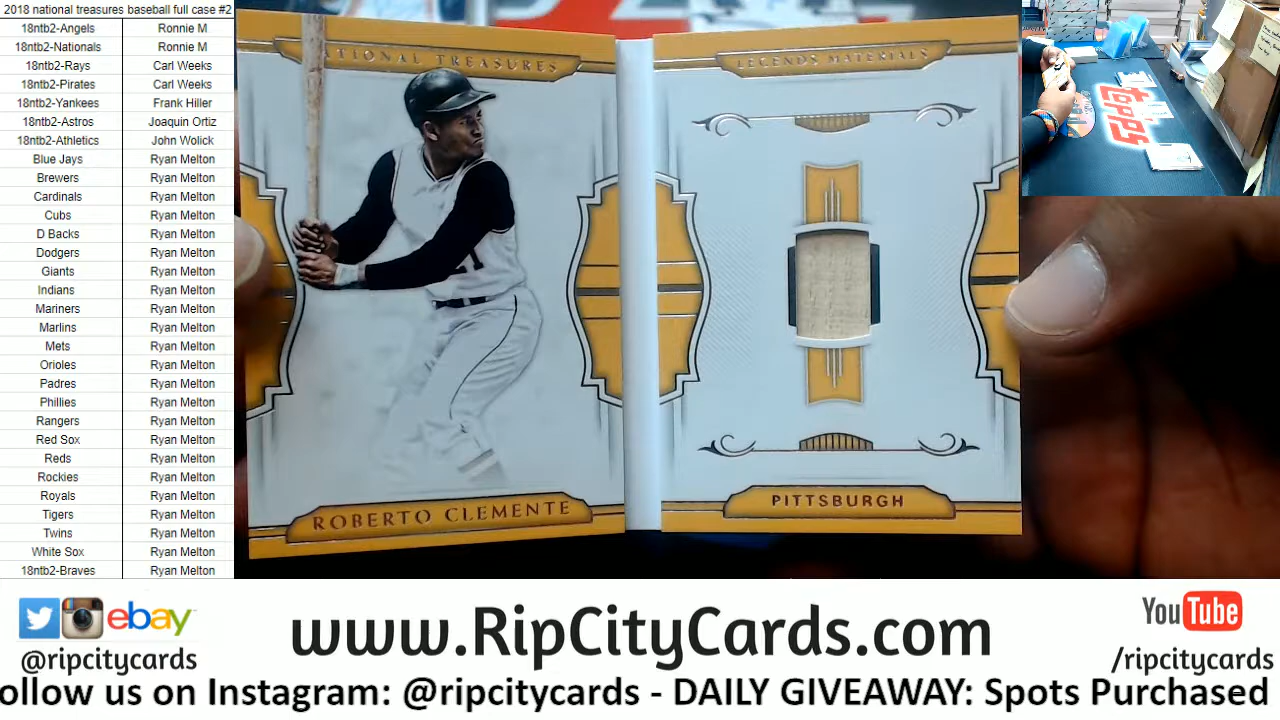 2018 national treasures baseball full case #2
18ntb2-Angels Ronnie M
18ntb2-Nationals Ronnie M
18ntb2-Rays Carl Weeks
18ntb2-Pirates Carl Weeks
18ntb2-Yankees Frank Hiller
18ntb2-Astros Joaquin Ortiz
18ntb2-Athletics John Wolick
Blue Jays Ryan Melton
Brewers Ryan Melton
Cardinals Ryan Melton
Cubs Ryan Melton
D Backs Ryan Melton
Dodgers Ryan Melton
Giants Ryan Melton
Indians Ryan Melton
Mariners Ryan Melton
Marlins Ryan Melton
Mets Ryan Melton
Orioles Ryan Melton
Padres Ryan Melton
Phillies Ryan Melton
Rangers Ryan Melton
Red Sox Ryan Melton
Reds Ryan Melton
Rockies Ryan Melton
Royals Ryan Melton
Tigers Ryan Melton
Twins Ryan Melton
White Sox Ryan Melton
18ntb2-Braves Ryan Melton
NATIONAL TREASURES
21
ROBERTO CLEMENTE
LEGENDS MATERIALS
PITTSBURGH
topps
ebay
@ripcitycards
www.RipCityCards.com
YouTube
/ripcitycards
ollow us on Instagram: @ripcitycards - DAILY GIVEAWAY: Spots Purchased